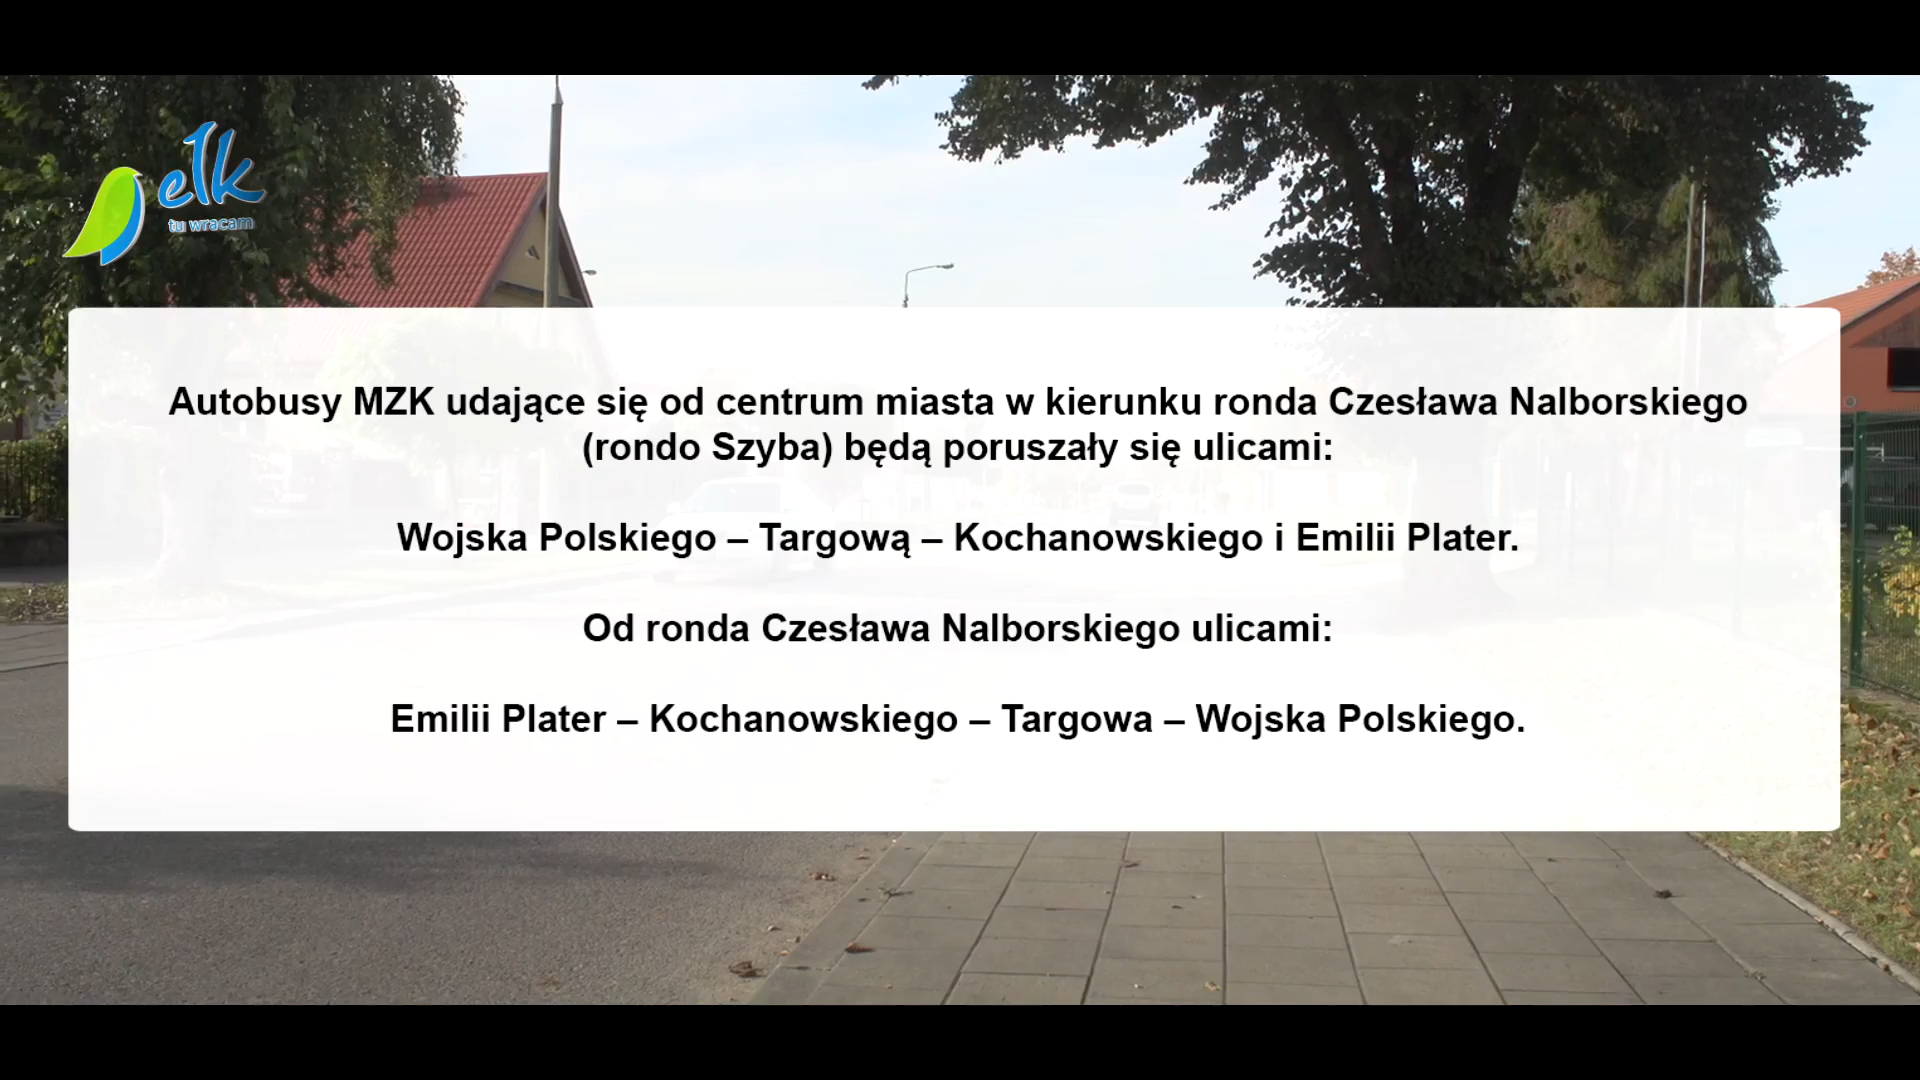 ełk
tu wracam
Autobusy MZK udające się od centrum miasta w kierunku ronda Czesława Nalborskiego
(rondo Szyba) będą poruszały się ulicami:
Wojska Polskiego – Targową – Kochanowskiego i Emilii Plater.
Od ronda Czesława Nalborskiego ulicami:
Emilii Plater – Kochanowskiego – Targowa – Wojska Polskiego.